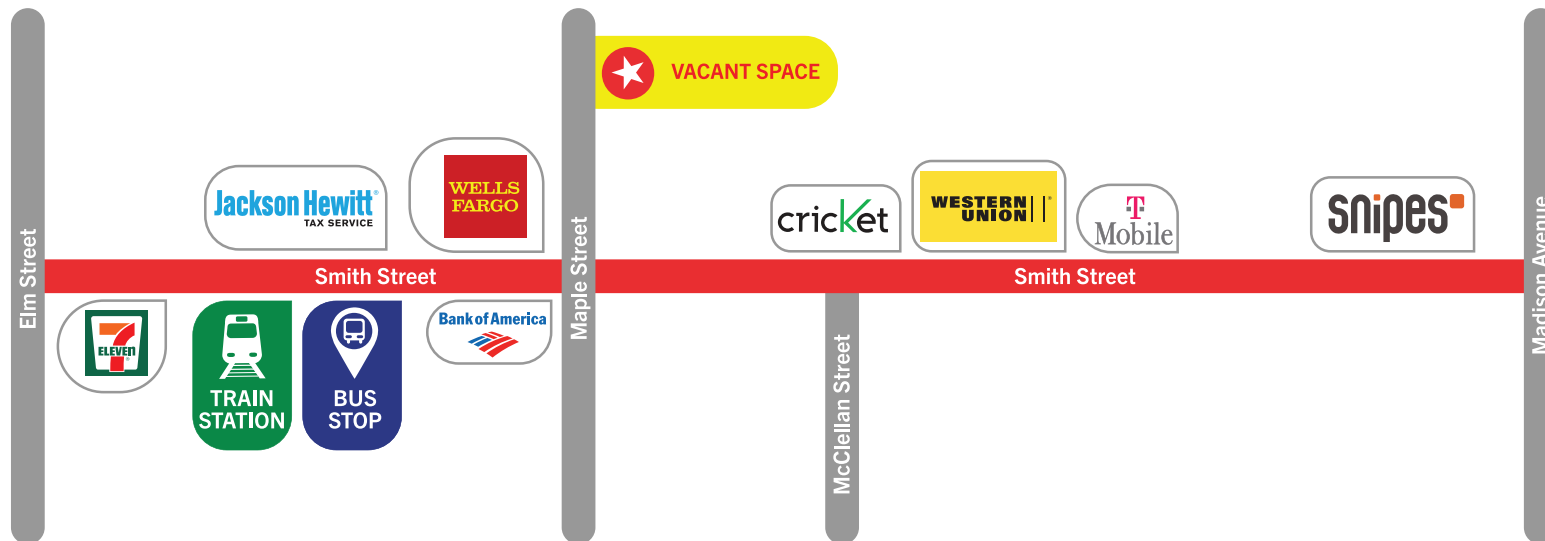 VACANT SPACE
Jackson Hewitt®
TAX SERVICE
WELLS
FARGO
cricket
WESTERN
UNION ||®
T
Mobile
snipes
Elm Street
Smith Street
Maple Street
Smith Street
Madison Avenue
7
ELEVEn®
TRAIN
STATION
BUS
STOP
Bank of America
McClellan Street